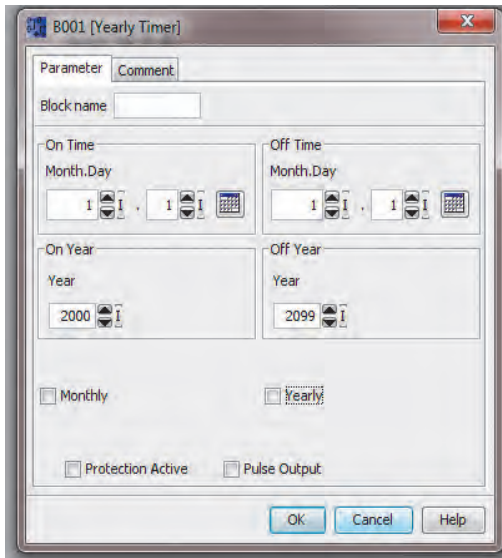 B001 [Yearly Timer]
Parameter Comment
Block name
On Time Off Time
Month.Day Month.Day
1 . 1 1 . 1
On Year Off Year
Year Year
2000 2099
Monthly Yearly
Protection Active Pulse Output
OK Cancel Help